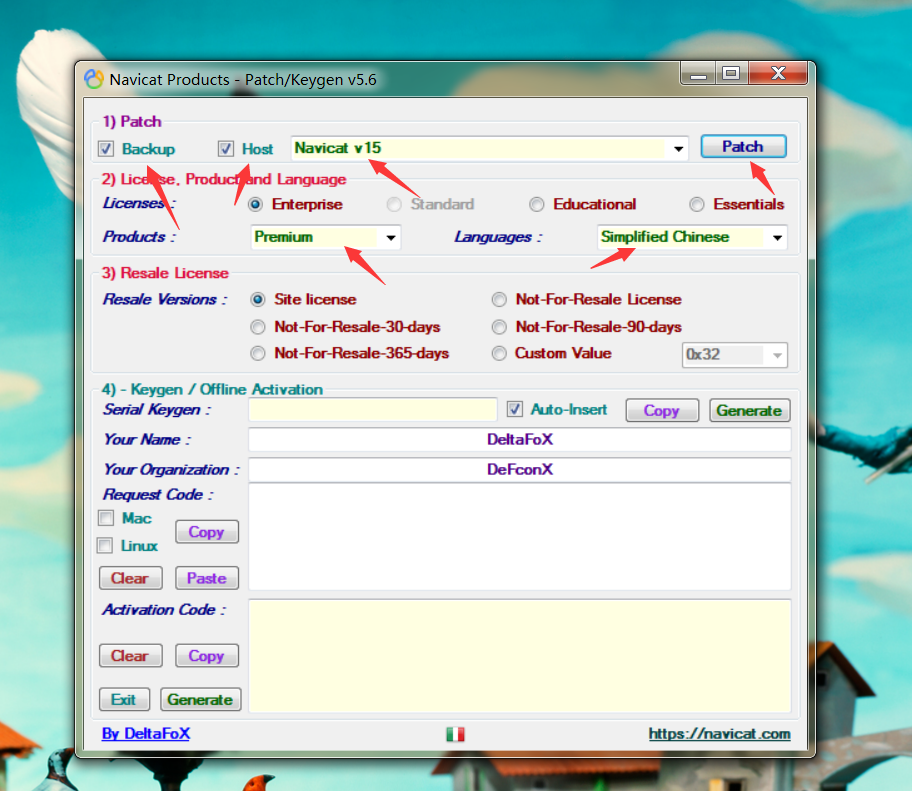 Navicat Products - Patch/Keygen v5.6
1) Patch
Backup Host Navicat v15 Patch
2) License, Product and Language
Licenses : Enterprise Standard Educational Essentials
Products : Premium Languages : Simplified Chinese
3) Resale License
Resale Versions : Site license Not-For-Resale License
Not-For-Resale-30-days Not-For-Resale-90-days
Not-For-Resale-365-days Custom Value 0x32
4) - Keygen / Offline Activation
Serial Keygen : Auto-Insert Copy Generate
Your Name : DeltaFoX
Your Organization : DeFconX
Request Code :
Mac
Copy
Linux
Clear Paste
Activation Code :
Clear Copy
Exit Generate
By DeltaFoX https://navicat.com